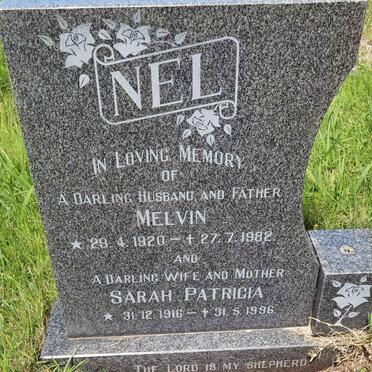 NEL
IN LOVING MEMORY
OF
A DARLING HUSBAND AND FATHER
MELVIN
★ 29.4.1920 – ✝ 27.7.1982.
AND
A DARLING WIFE AND MOTHER
SARAH PATRICIA
★ 31.12.1916 – ✝ 31.5.1996.
THE LORD IS MY SHEPHERD